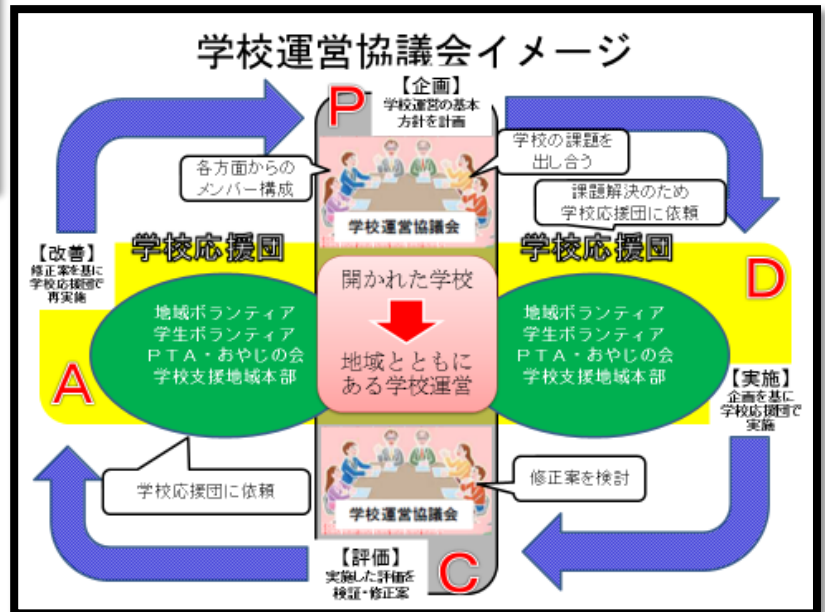 学校運営協議会イメージ
P
【企画】
学校運営の基本
方針を計画
各方面からの
メンバー構成
学校の課題を
出し合う
課題解決のため
学校応援団に依頼
学校運営協議会
【改善】
修正案を基に
学校応援団で
再実施
学校応援団
地域ボランティア
学生ボランティア
PTA・おやじの会
学校支援地域本部
A
開かれた学校
地域とともに
ある学校運営
学校応援団
地域ボランティア
学生ボランティア
PTA・おやじの会
学校支援地域本部
D
【実施】
企画を基に
学校応援団で
実施
学校応援団に依頼
修正案を検討
学校運営協議会
【評価】
実施した評価を
検証・修正案
C